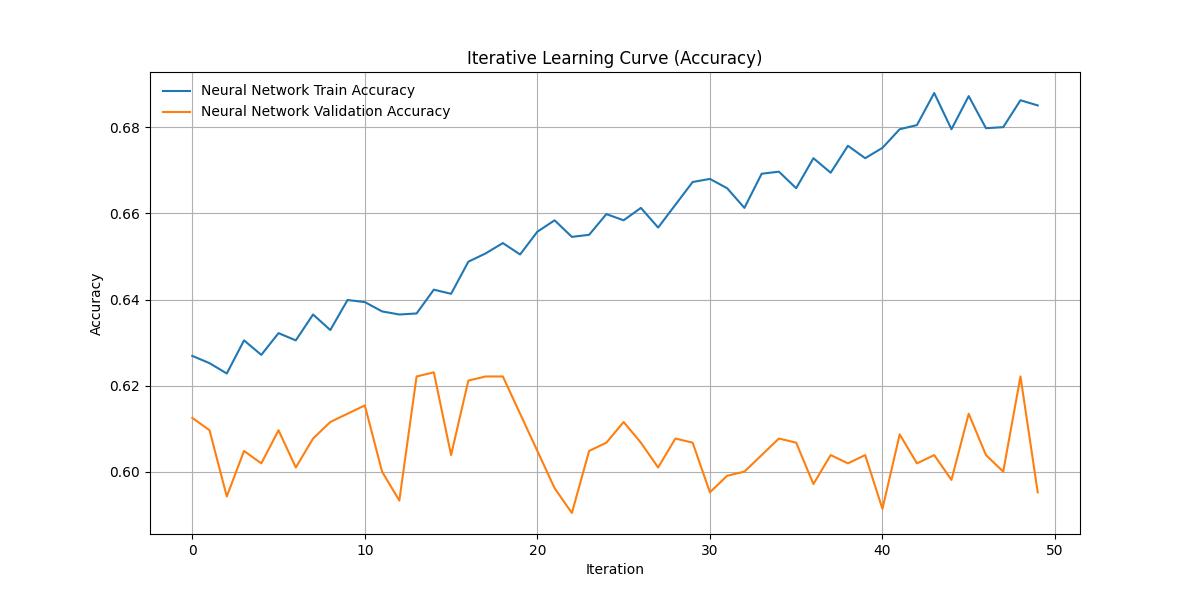 Iterative Learning Curve (Accuracy)
Neural Network Train Accuracy
Neural Network Validation Accuracy
Accuracy
0.68
0.66
0.64
0.62
0.60
0 10 20 30 40 50
Iteration